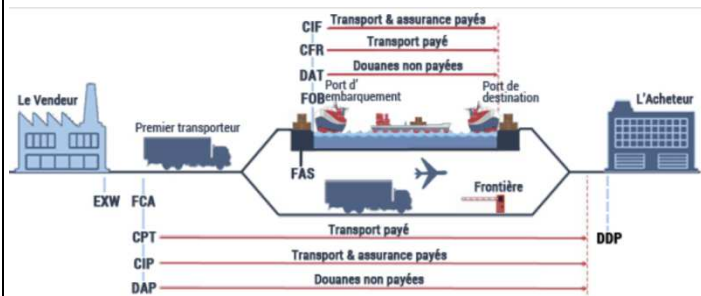 CIF Transport & assurance payés
CFR Transport payé
DAT Douanes non payées
FOB
Port d'
embarquement
Port de
destination
Le Vendeur
Premier transporteur
L'Acheteur
FAS
Frontière
EXW FCA
CPT Transport payé
DDP
CIP Transport & assurance payés
DAP Douanes non payées